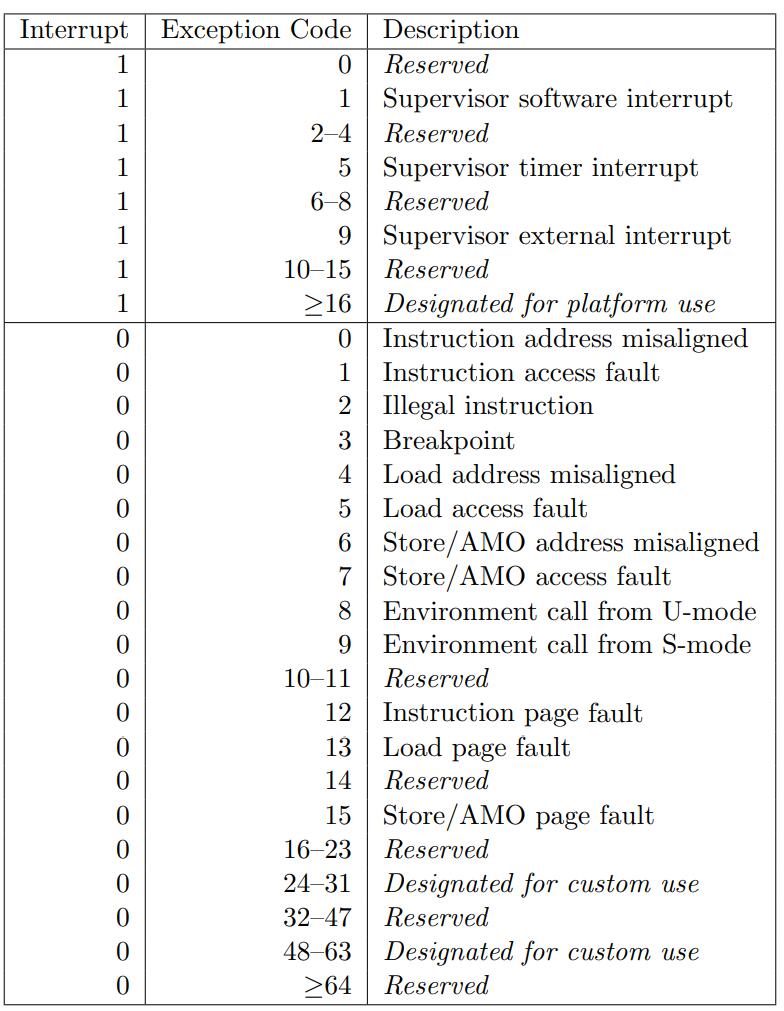 Interrupt Exception Code Description
1 0 Reserved
1 1 Supervisor software interrupt
1 2–4 Reserved
1 5 Supervisor timer interrupt
1 6–8 Reserved
1 9 Supervisor external interrupt
1 10–15 Reserved
1 ≥16 Designated for platform use
0 0 Instruction address misaligned
0 1 Instruction access fault
0 2 Illegal instruction
0 3 Breakpoint
0 4 Load address misaligned
0 5 Load access fault
0 6 Store/AMO address misaligned
0 7 Store/AMO access fault
0 8 Environment call from U-mode
0 9 Environment call from S-mode
0 10–11 Reserved
0 12 Instruction page fault
0 13 Load page fault
0 14 Reserved
0 15 Store/AMO page fault
0 16–23 Reserved
0 24–31 Designated for custom use
0 32–47 Reserved
0 48–63 Designated for custom use
0 ≥64 Reserved